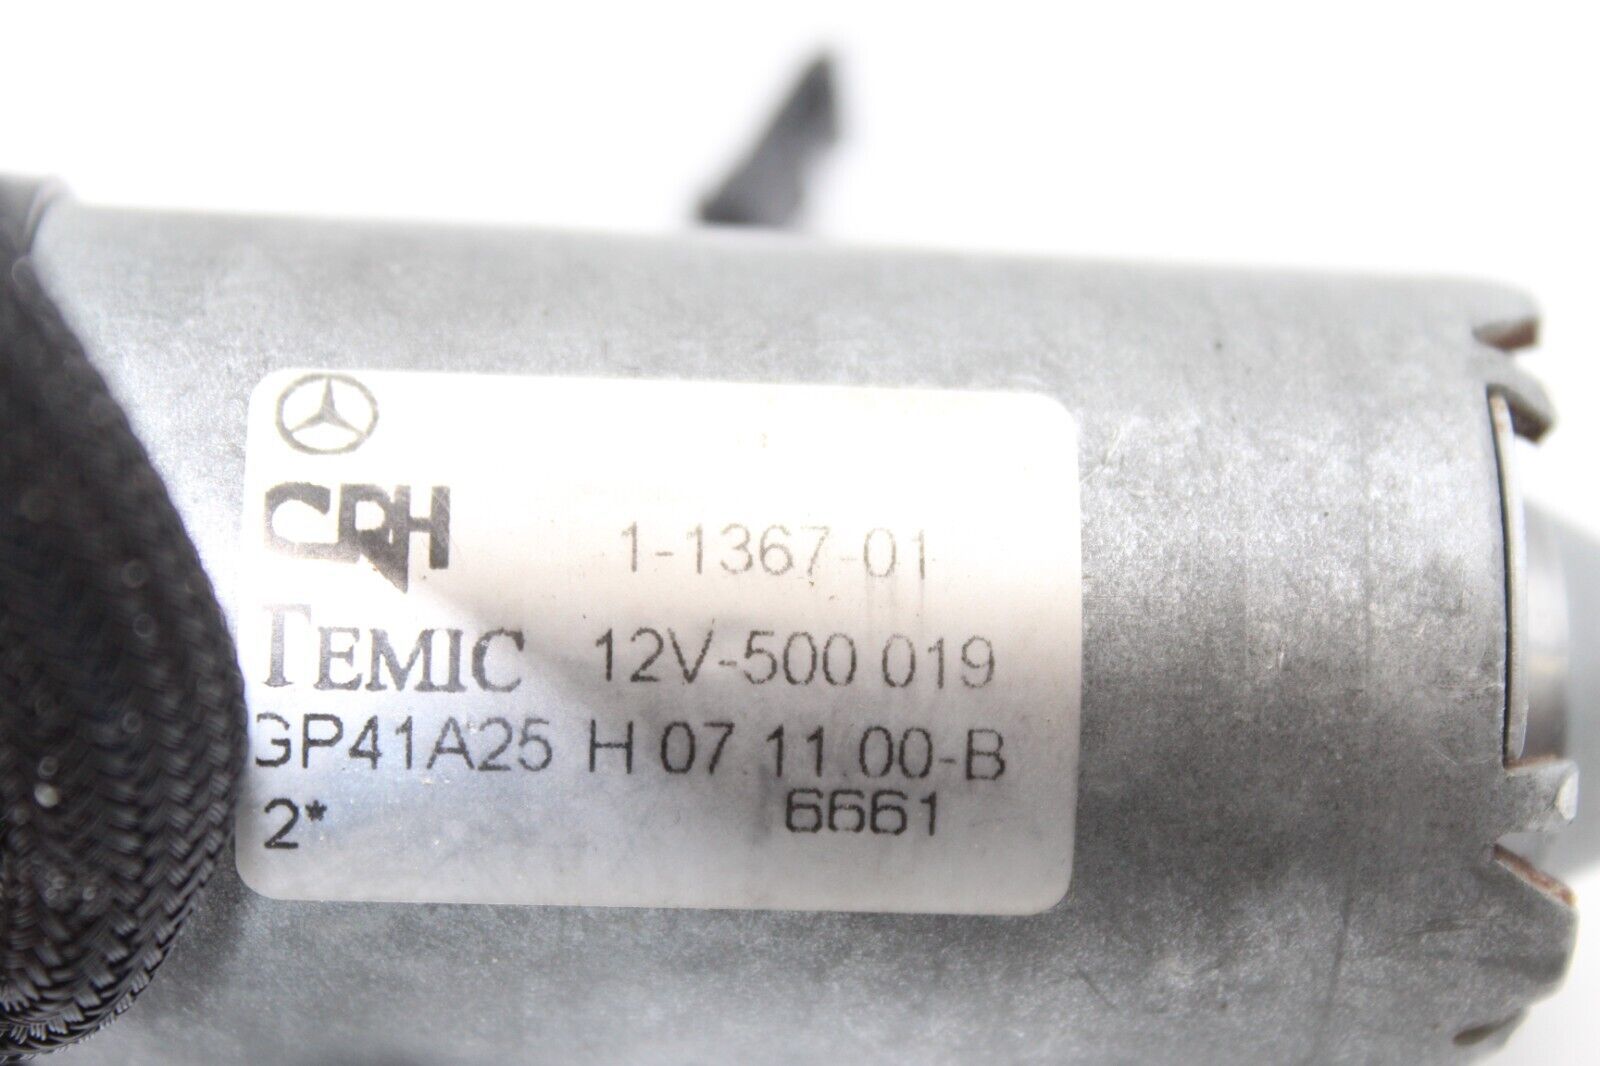 CRH 1-1367-01
TEMIC 12V-500 019
GP41A25 H 07 11 00-B
2* 6661